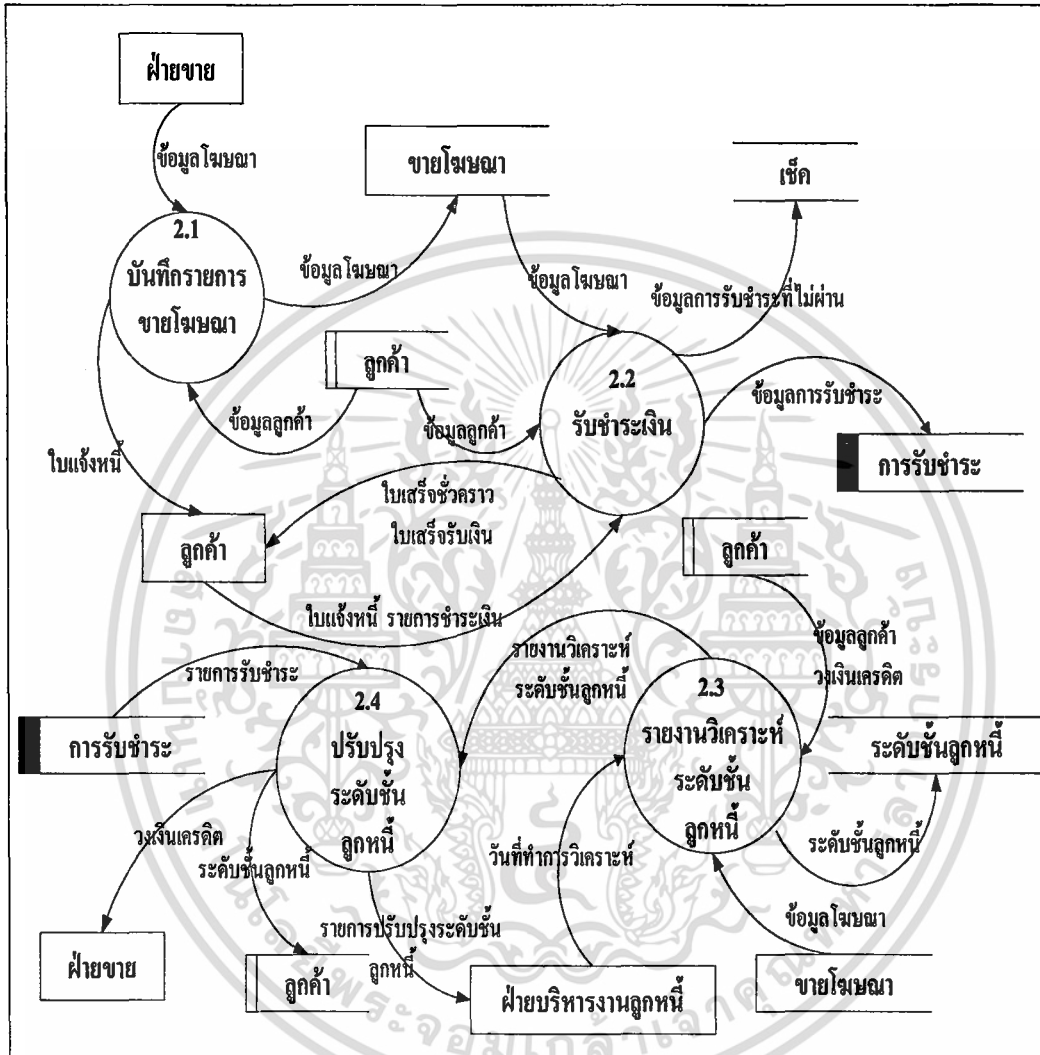 ฝ่ายขาย
ข้อมูลโฆษณา
ขายโฆษณา
เช็ค
2.1
บันทึกรายการ
ขายโฆษณา
ข้อมูลโฆษณา
ข้อมูลโฆษณา
ข้อมูลการรับชำระที่ไม่ผ่าน
ลูกค้า
2.2
รับชำระเงิน
ข้อมูลการรับชำระ
ข้อมูลลูกค้า
ข้อมูลลูกค้า
ใบแจ้งหนี้
การรับชำระ
ใบเสร็จชั่วคราว
ใบเสร็จรับเงิน
ลูกค้า
ลูกค้า
ใบแจ้งหนี้ รายการชำระเงิน
ข้อมูลลูกค้า
วงเงินเครดิต
รายงานวิเคราะห์
ระดับชั้นลูกหนี้
รายการรับชำระ
2.4
ปรับปรุง
ระดับชั้น
ลูกหนี้
2.3
รายงานวิเคราะห์
ระดับชั้น
ลูกหนี้
การรับชำระ
ระดับชั้นลูกหนี้
วงเงินเครดิต
ระดับชั้นลูกหนี้
วันที่ทำการวิเคราะห์
ระดับชั้นลูกหนี้
รายการปรับปรุงระดับชั้น
ลูกหนี้
ข้อมูลโฆษณา
ฝ่ายขาย
ลูกค้า
ฝ่ายบริหารงานลูกหนี้
ขายโฆษณา